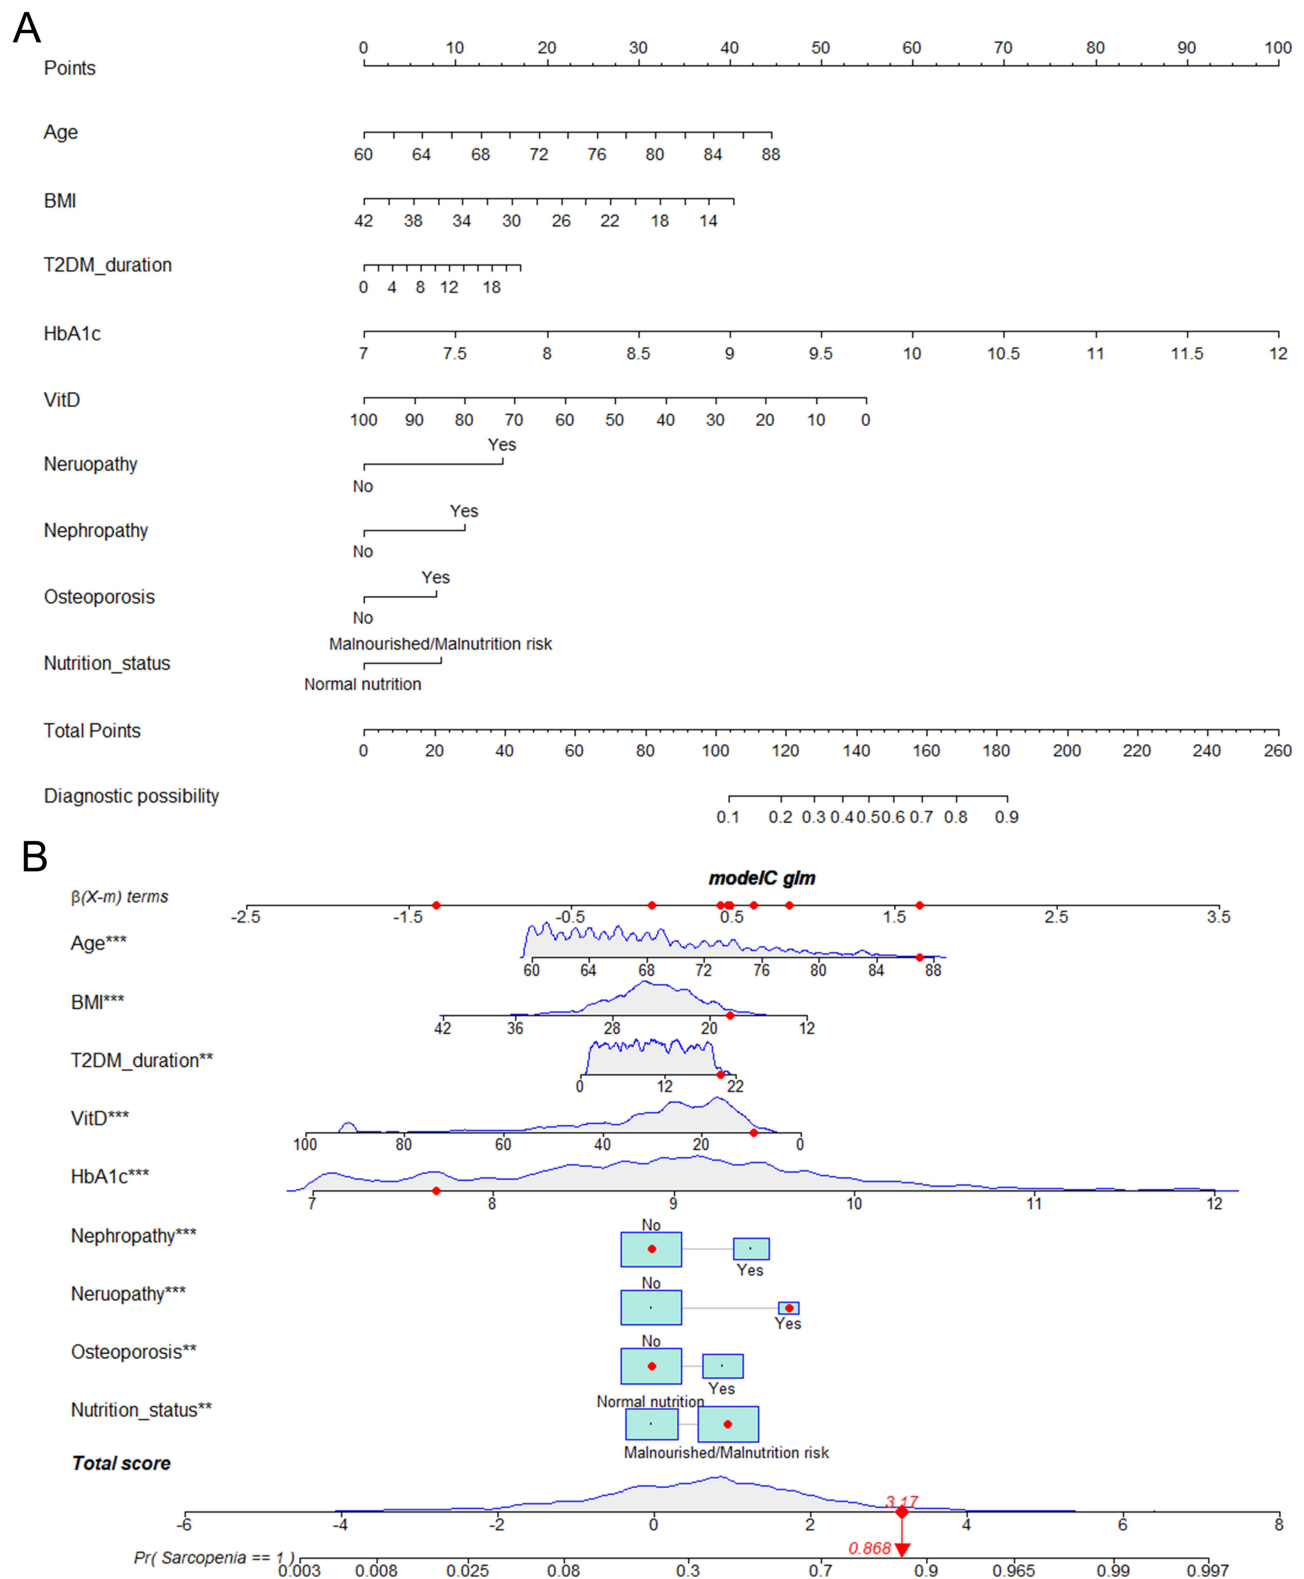 A
Points 0 10 20 30 40 50 60 70 80 90 100
Age
60 64 68 72 76 80 84 88
BMI
42 38 34 30 26 22 18 14
T2DM_duration
0 4 8 12 18
HbA1c
7 7.5 8 8.5 9 9.5 10 10.5 11 11.5 12
VitD
100 90 80 70 60 50 40 30 20 10 0
Yes
Neruopathy
No
Yes
Nephropathy
No
Yes
Osteoporosis
No
Malnourished/Malnutrition risk
Nutrition_status
Normal nutrition
Total Points
0 20 40 60 80 100 120 140 160 180 200 220 240 260
Diagnostic possibility
0.1 0.2 0.3 0.4 0.5 0.6 0.7 0.8 0.9
B
modelC glm
β(X-m) terms
-2.5 -1.5 -0.5 0.5 1.5 2.5 3.5
Age***
60 64 68 72 76 80 84 88
BMI***
42 36 28 20 12
T2DM_duration**
0 12 22
VitD***
100 80 60 40 20 0
HbA1c***
7 8 9 10 11 12
No
Nephropathy***
Yes
No
Neruopathy***
Yes
No
Osteoporosis**
Yes
Normal nutrition
Nutrition_status**
Malnourished/Malnutrition risk
Total score
3.17
-6 -4 -2 0 2 4 6 8
0.868
Pr( Sarcopenia == 1 )
0.003 0.008 0.025 0.08 0.3 0.7 0.9 0.965 0.99 0.997